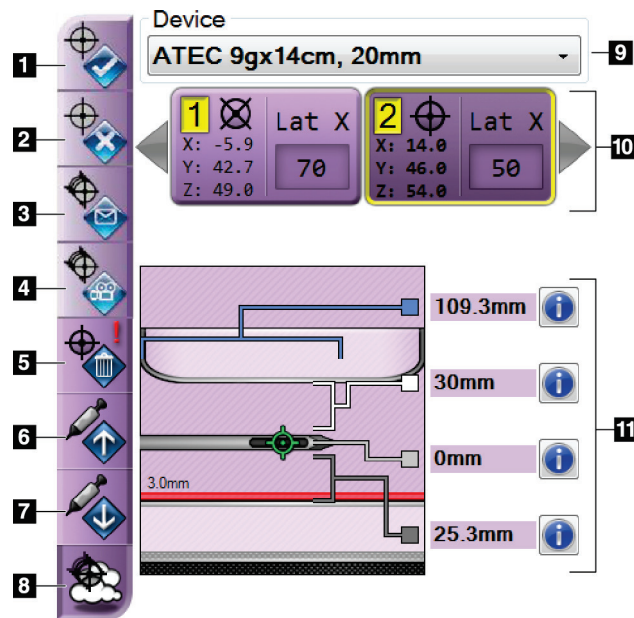 Device
ATEC 9gx14cm, 20mm
1
2
3
4
5
6
7
8
9
10
11
1
Lat X
X: -5.9
Y: 42.7
Z: 49.0
70
2
Lat X
X: 14.0
Y: 46.0
Z: 54.0
50
109.3mm
30mm
0mm
3.0mm
25.3mm